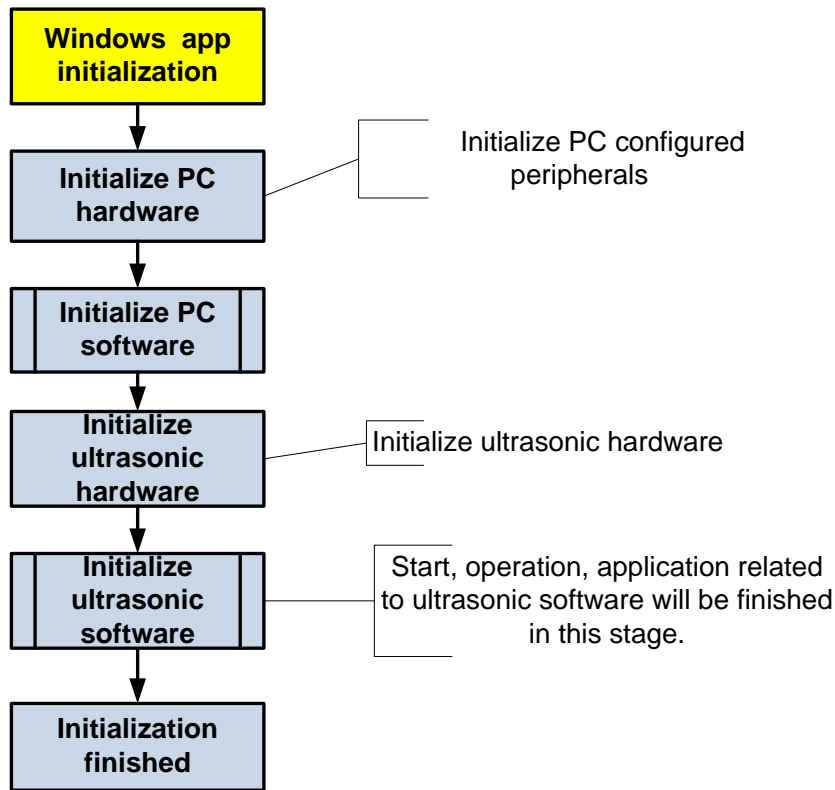 Windows app
initialization
Initialize PC
hardware
Initialize PC configured
peripherals
Initialize PC
software
Initialize
ultrasonic
hardware
Initialize ultrasonic hardware
Initialize
ultrasonic
software
Start, operation, application related
to ultrasonic software will be finished
in this stage.
Initialization
finished